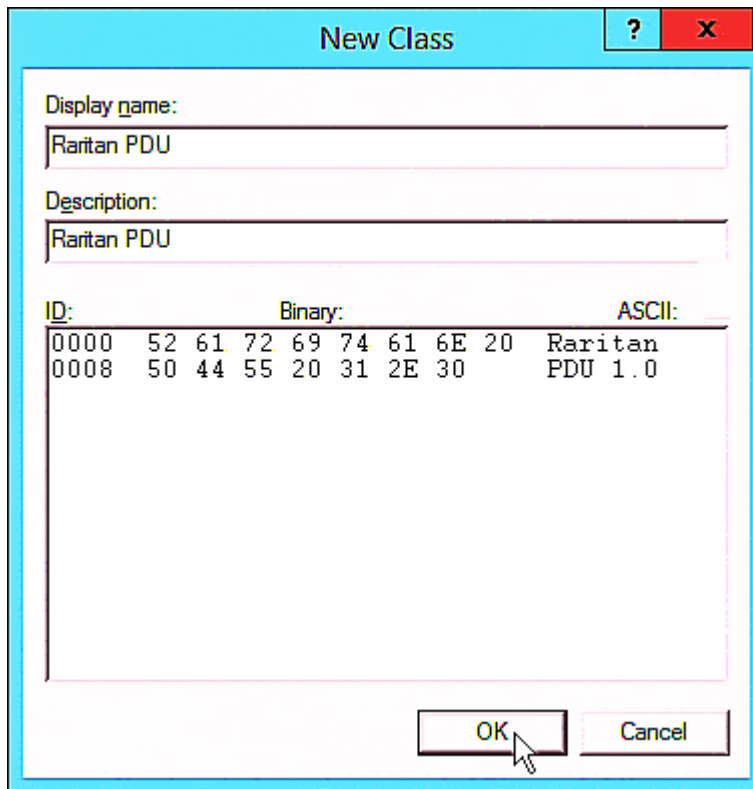 New Class
? x
Display name:
Raritan PDU
Description:
Raritan PDU
ID: Binary: ASCII:
0000 52 61 72 69 74 61 6E 20 Raritan
0008 50 44 55 20 31 2E 30 PDU 1.0
OK Cancel